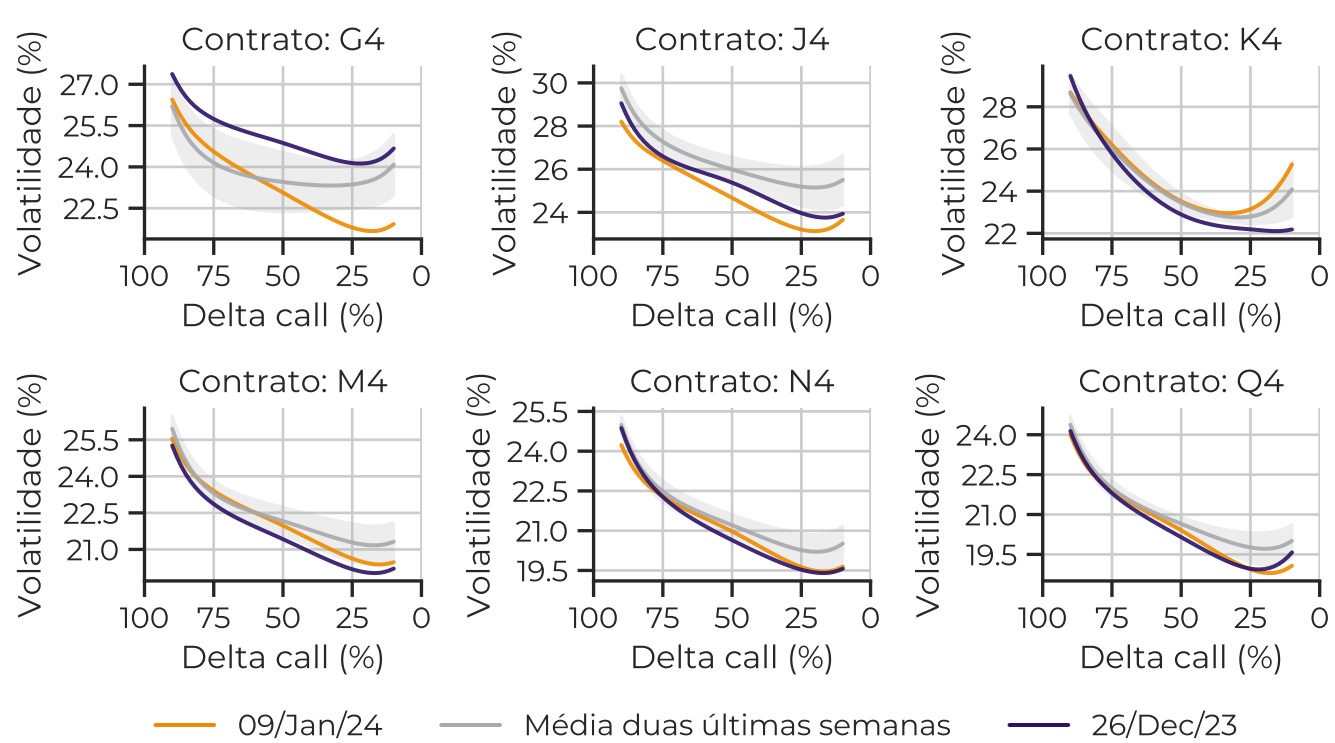 Contrato: G4
Volatilidade (%)
27.0
25.5
24.0
22.5
100 75 50 25 0
Delta call (%)
Contrato: J4
Volatilidade (%)
30
28
26
24
100 75 50 25 0
Delta call (%)
Contrato: K4
Volatilidade (%)
28
26
24
22
100 75 50 25 0
Delta call (%)
Contrato: M4
Volatilidade (%)
25.5
24.0
22.5
21.0
100 75 50 25 0
Delta call (%)
Contrato: N4
Volatilidade (%)
25.5
24.0
22.5
21.0
19.5
100 75 50 25 0
Delta call (%)
Contrato: Q4
Volatilidade (%)
24.0
22.5
21.0
19.5
100 75 50 25 0
Delta call (%)
09/Jan/24 Média duas últimas semanas 26/Dec/23